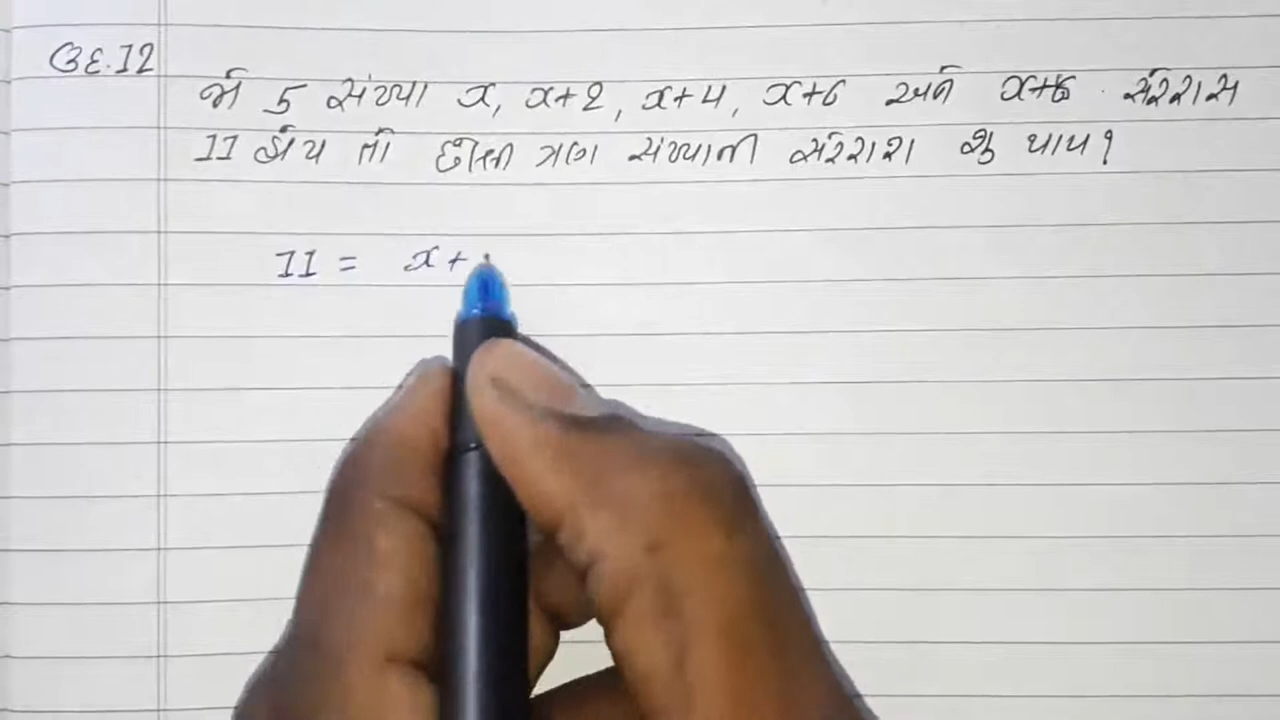 ઉદા.12
જો 5 સંખ્યા x, x+2, x+4, x+6 અને x+8 સરેરાશ
11 હોય તો છેલ્લી ત્રણ સંખ્યાની સરેરાશ શું થાય?
11 = x+